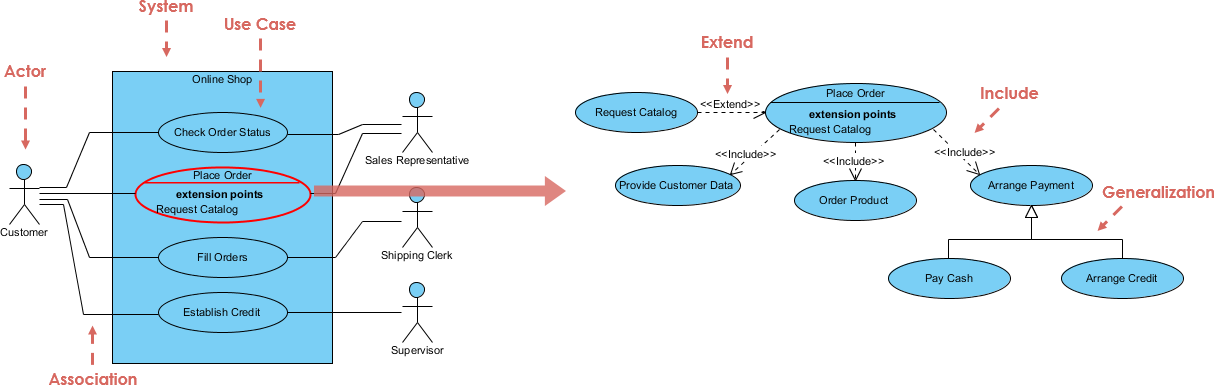 System
Use Case
Actor
Online Shop
Check Order Status
Sales Representative
Place Order
extension points
Request Catalog
Customer
Fill Orders
Shipping Clerk
Establish Credit
Supervisor
Association
Extend
Include
Request Catalog
<<Extend>>
Place Order
extension points
Request Catalog
<<Include>>
<<Include>>
<<Include>>
Provide Customer Data
Order Product
Arrange Payment
Generalization
Pay Cash
Arrange Credit